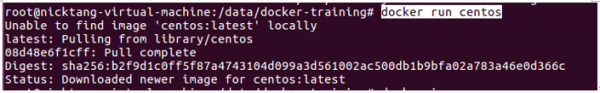 root@nicktang-virtual-machine:/data/docker-training# docker run centos
Unable to find image 'centos:latest' locally
latest: Pulling from library/centos
08d48e6f1cff: Pull complete
Digest: sha256:b2f9d1c0ff5f87a4743104d099a3d561002ac500db1b9bfa02a783a46e0d366c
Status: Downloaded newer image for centos:latest